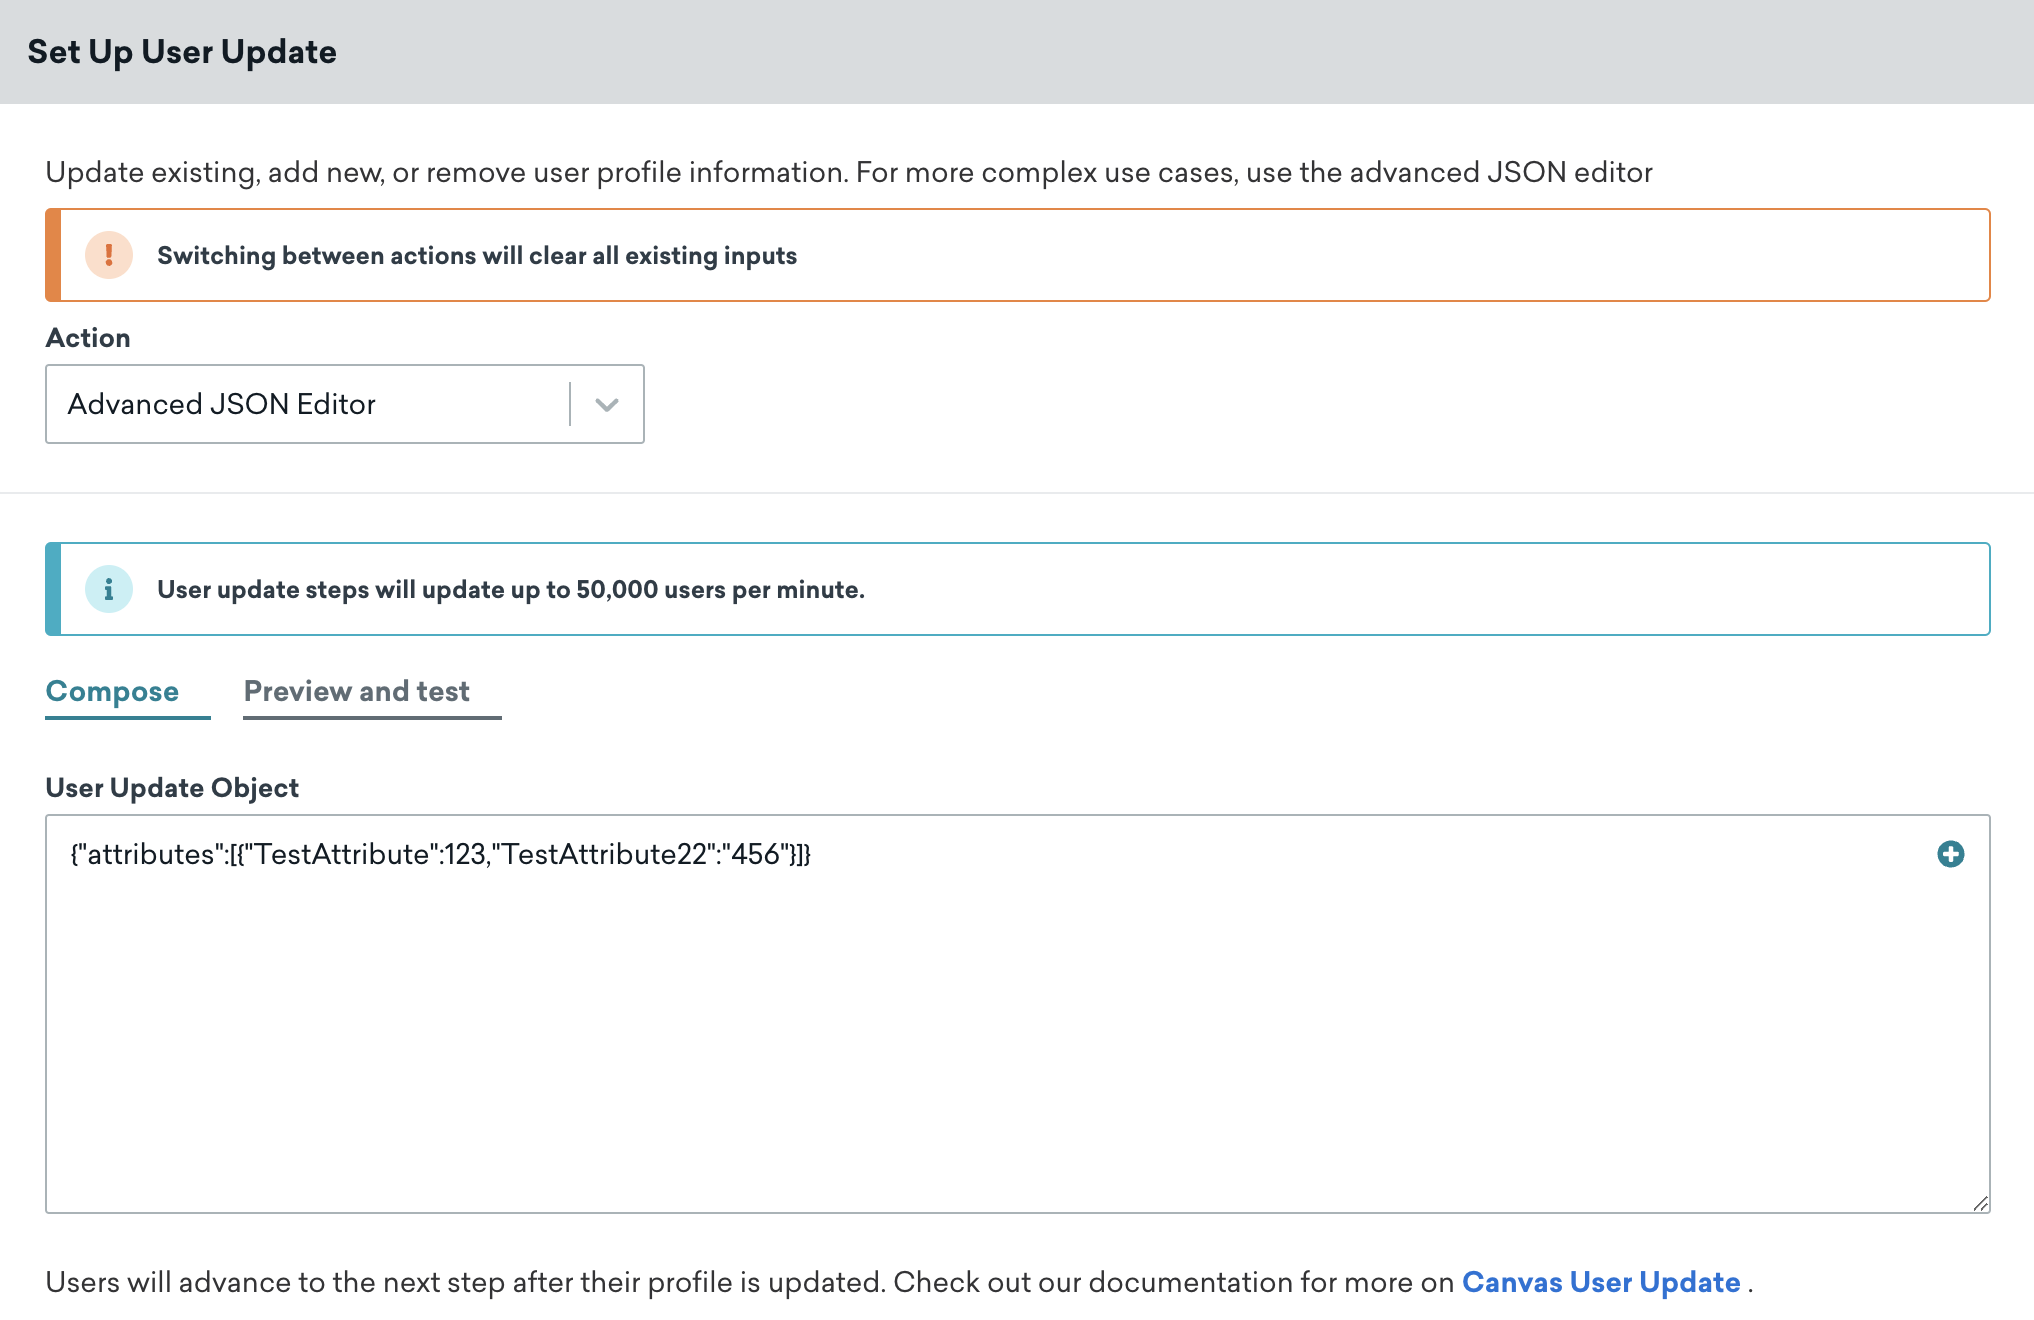 Set Up User Update
Update existing, add new, or remove user profile information. For more complex use cases, use the advanced JSON editor
! Switching between actions will clear all existing inputs
Action
Advanced JSON Editor
i User update steps will update up to 50,000 users per minute.
Compose Preview and test
User Update Object
{"attributes":[{"TestAttribute":123,"TestAttribute22":"456"}]}
Users will advance to the next step after their profile is updated. Check out our documentation for more on Canvas User Update .